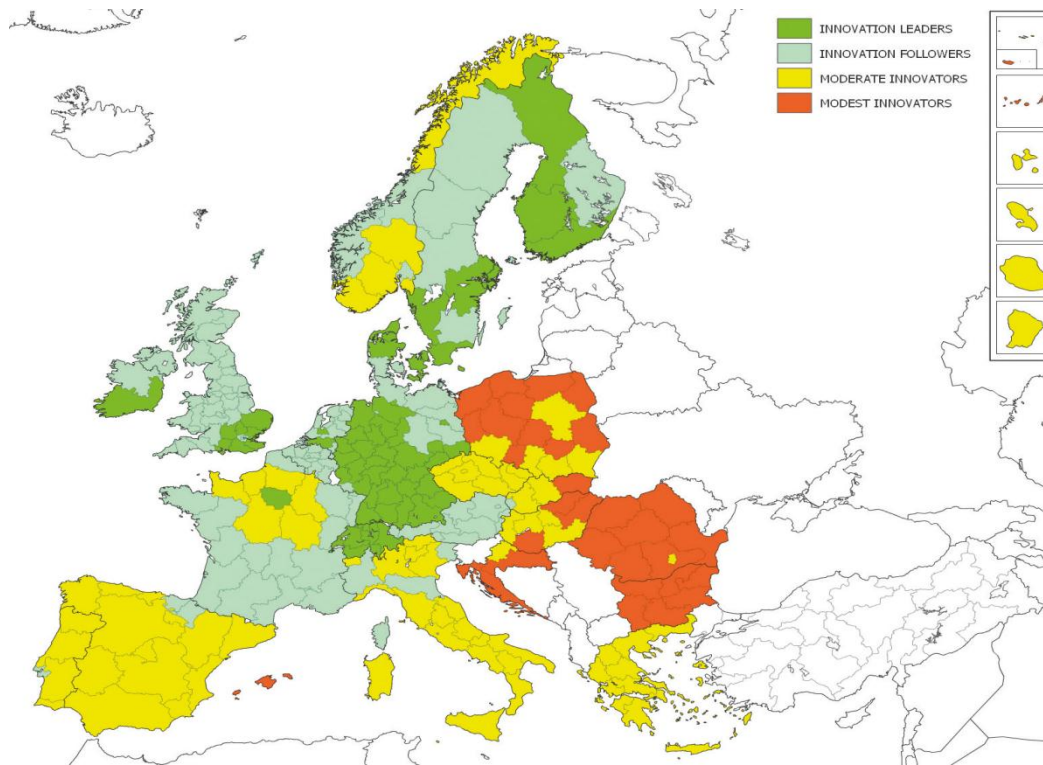 INNOVATION LEADERS
INNOVATION FOLLOWERS
MODERATE INNOVATORS
MODEST INNOVATORS